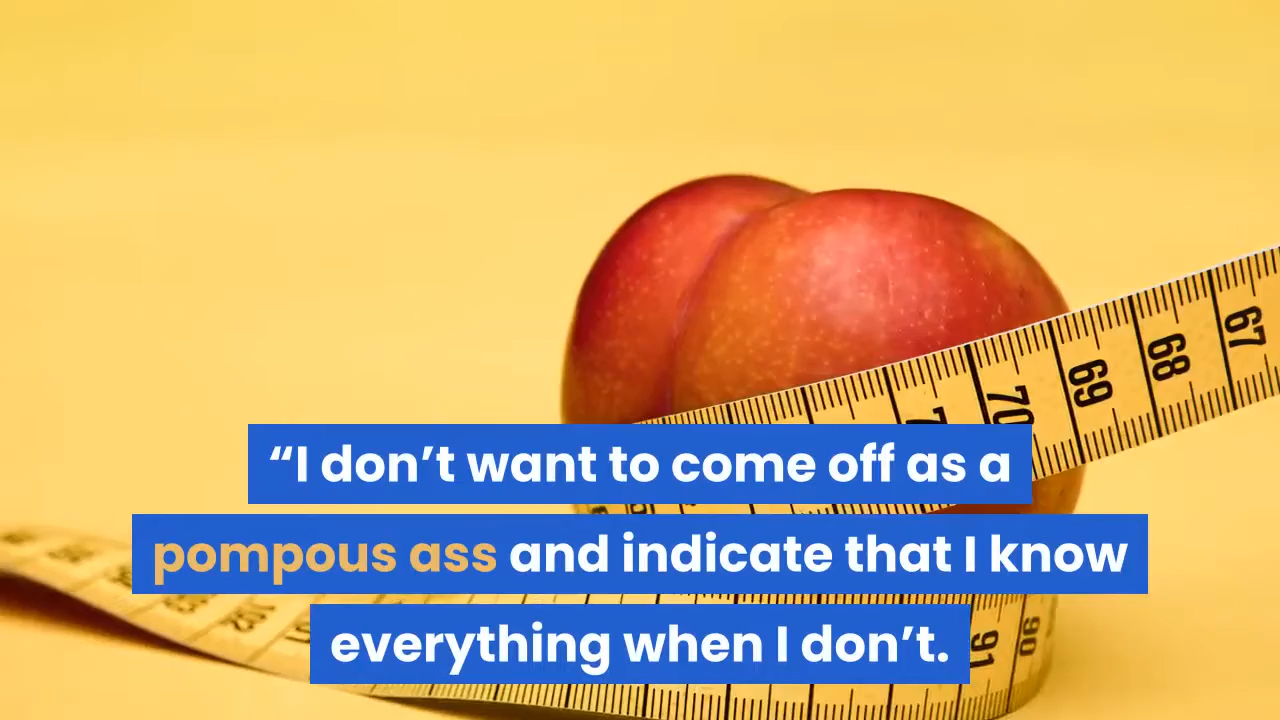 “I don’t want to come off as a
pompous ass and indicate that I know
everything when I don’t.
67
68
69
70
91
90
102